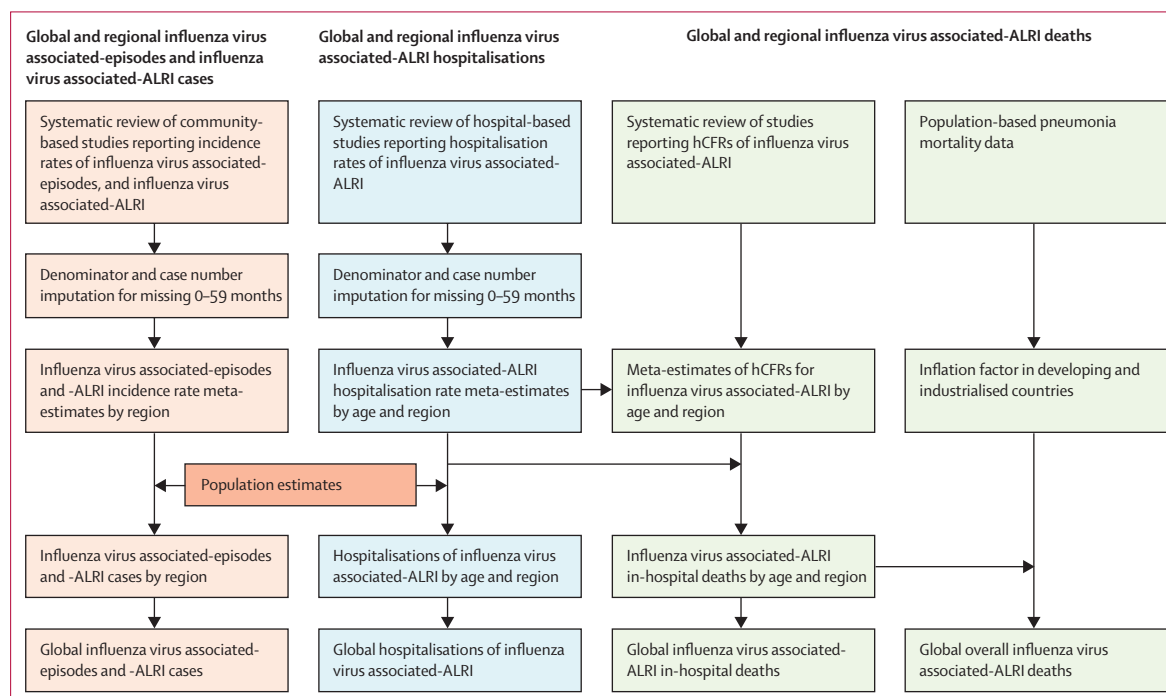 Global and regional influenza virus
associated-episodes and influenza
virus associated-ALRI cases
Global and regional influenza virus
associated-ALRI hospitalisations
Global and regional influenza virus associated-ALRI deaths
Systematic review of community-
based studies reporting incidence
rates of influenza virus associated-
episodes, and influenza virus
associated-ALRI
Systematic review of hospital-based
studies reporting hospitalisation
rates of influenza virus associated-
ALRI
Systematic review of studies
reporting hCFRs of influenza virus
associated-ALRI
Population-based pneumonia
mortality data
Denominator and case number
imputation for missing 0–59 months
Denominator and case number
imputation for missing 0–59 months
Influenza virus associated-episodes
and -ALRI incidence rate meta-
estimates by region
Influenza virus associated-ALRI
hospitalisation rate meta-estimates
by age and region
Meta-estimates of hCFRs for
influenza virus associated-ALRI by
age and region
Inflation factor in developing and
industrialised countries
Population estimates
Influenza virus associated-episodes
and -ALRI cases by region
Hospitalisations of influenza virus
associated-ALRI by age and region
Influenza virus associated-ALRI
in-hospital deaths by age and region
Global influenza virus associated-
episodes and -ALRI cases
Global hospitalisations of influenza
virus associated-ALRI
Global influenza virus associated-
ALRI in-hospital deaths
Global overall influenza virus
associated-ALRI deaths